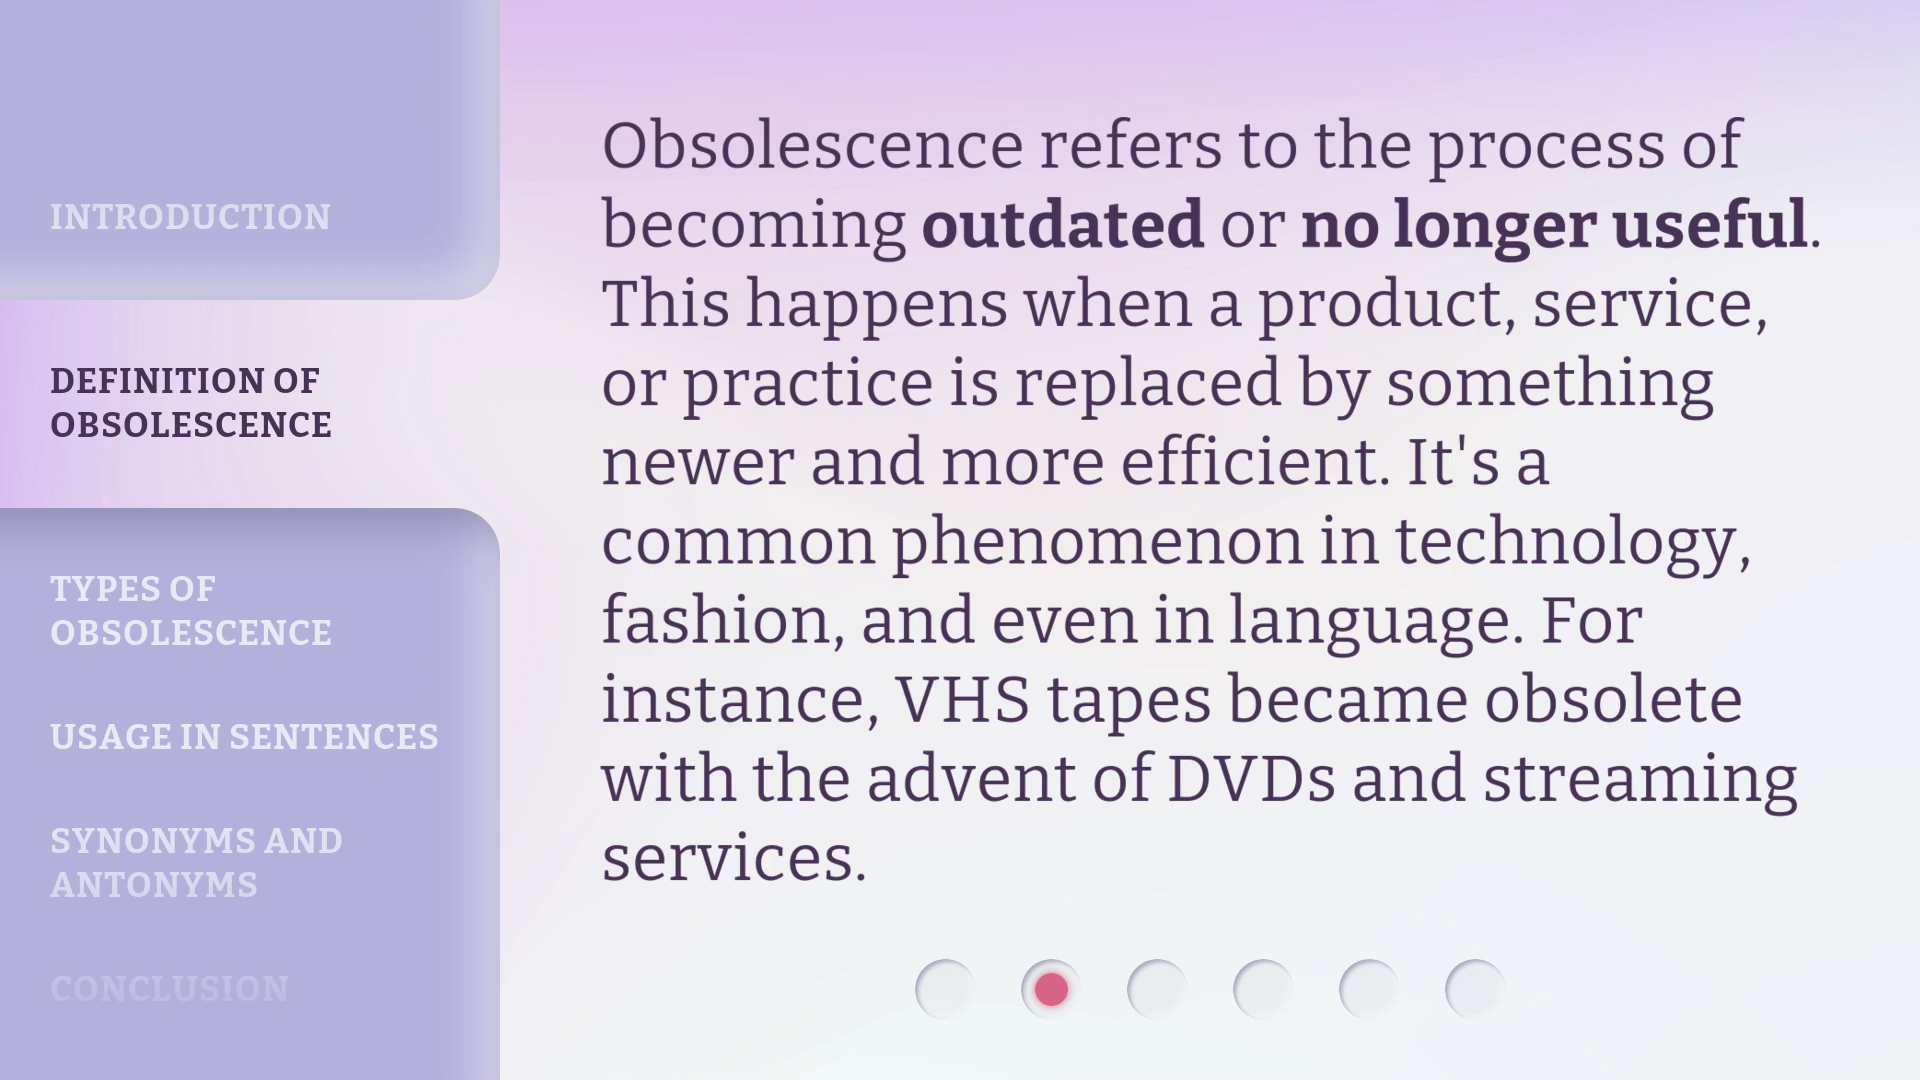 INTRODUCTION
DEFINITION OF
OBSOLESCENCE
TYPES OF
OBSOLESCENCE
USAGE IN SENTENCES
SYNONYMS AND
ANTONYMS
CONCLUSION
Obsolescence refers to the process of
becoming outdated or no longer useful.
This happens when a product, service,
or practice is replaced by something
newer and more efficient. It's a
common phenomenon in technology,
fashion, and even in language. For
instance, VHS tapes became obsolete
with the advent of DVDs and streaming
services.